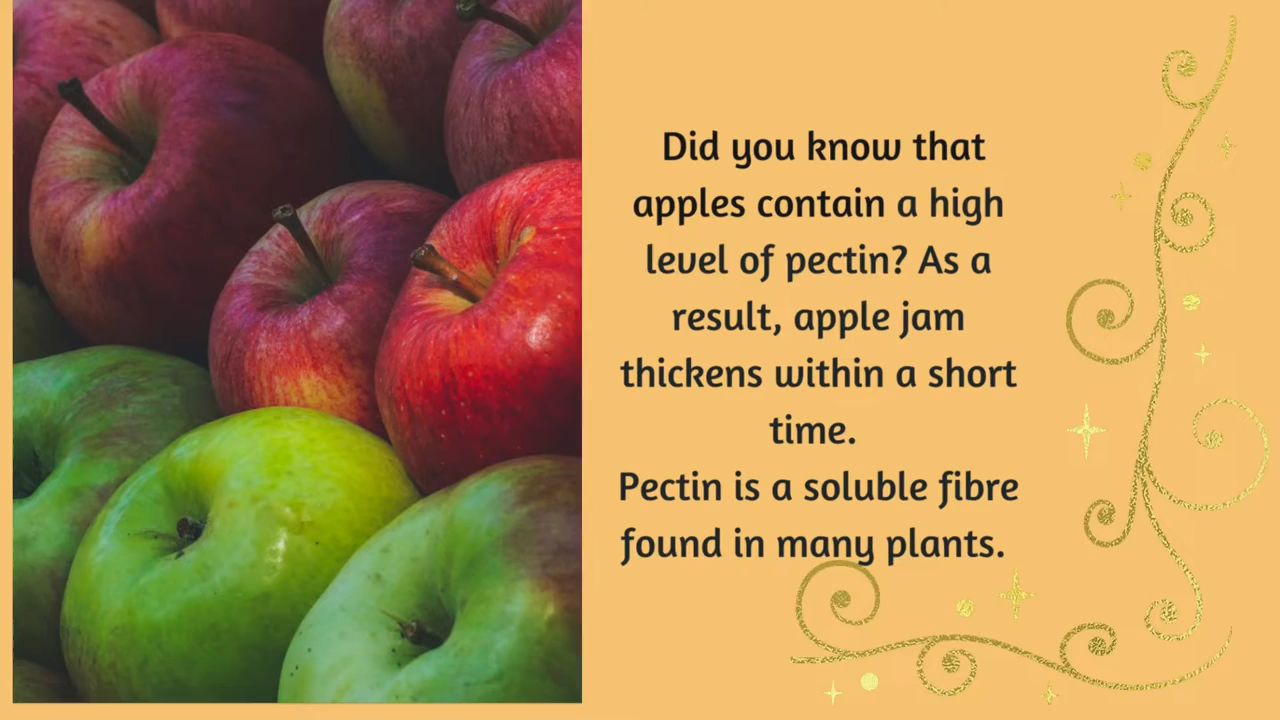 Did you know that
apples contain a high
level of pectin? As a
result, apple jam
thickens within a short
time.
Pectin is a soluble fibre
found in many plants.